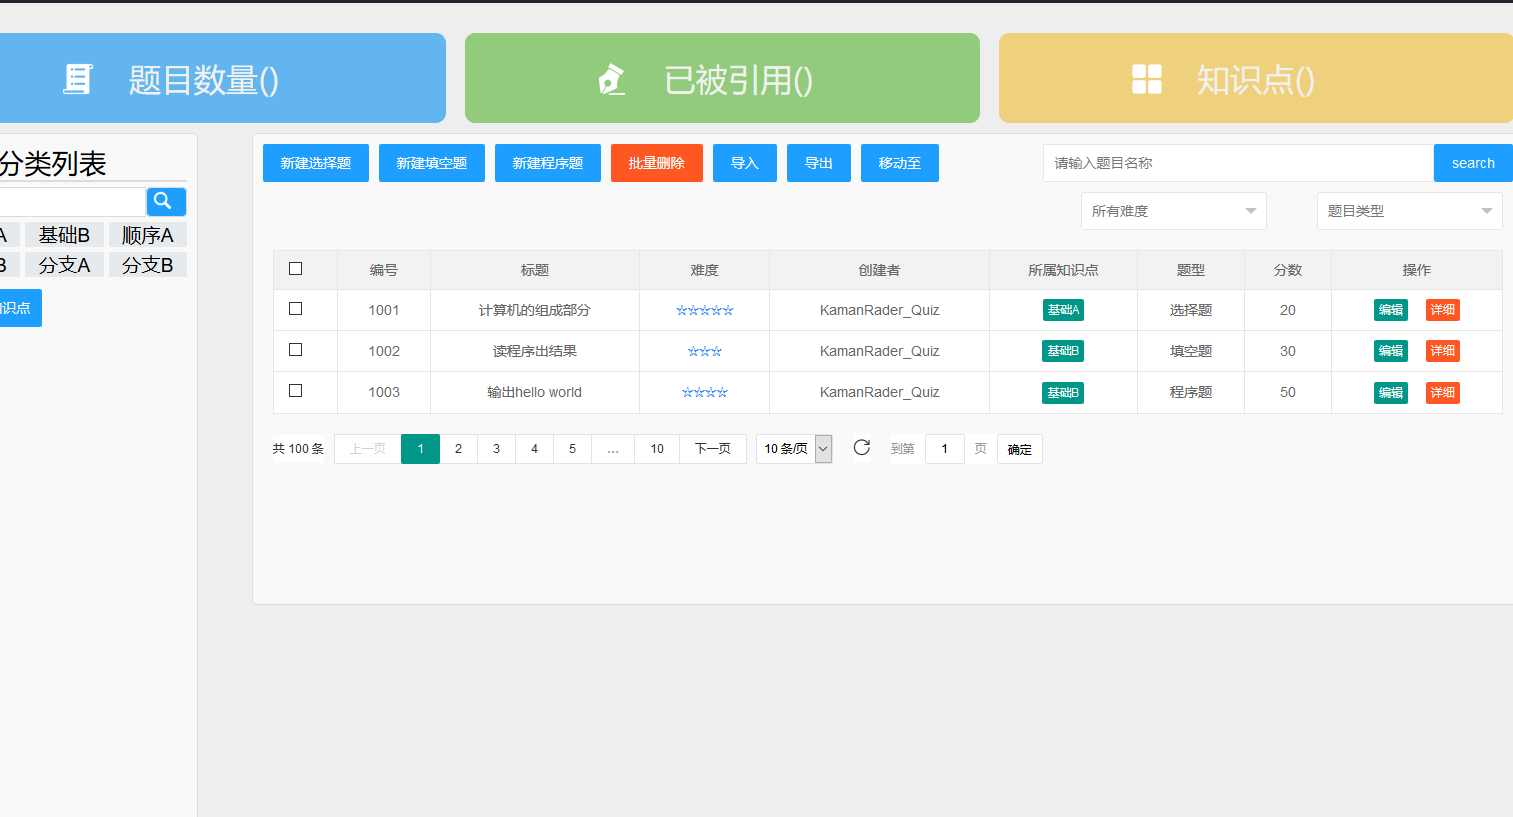 题目数量()
已被引用()
知识点()
分类列表
A 基础B 顺序A
B 分支A 分支B
识点
新建选择题 新建填空题 新建程序题 批量删除 导入 导出 移动至 请输入题目名称 search
所有难度 题目类型
编号 标题 难度 创建者 所属知识点 题型 分数 操作
1001 计算机的组成部分 ☆☆☆☆☆ KamanRader_Quiz 基础A 选择题 20 编辑 详细
1002 读程序出结果 ☆☆☆ KamanRader_Quiz 基础B 填空题 30 编辑 详细
1003 输出hello world ☆☆☆☆ KamanRader_Quiz 基础B 程序题 50 编辑 详细
共 100 条 上一页 1 2 3 4 5 … 10 下一页 10 条/页 到第 1 页 确定